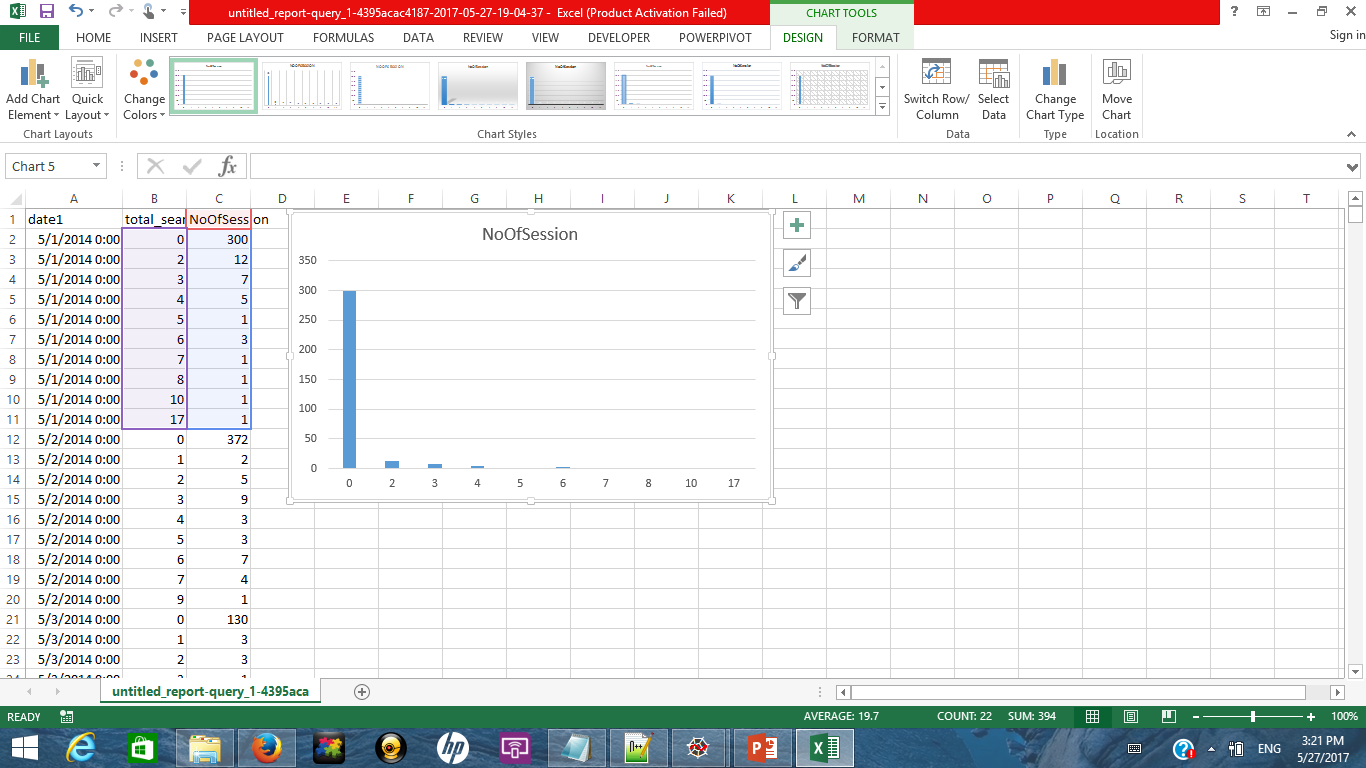 untitled_report-query_1-4395acac4187-2017-05-27-19-04-37 - Excel (Product Activation Failed)
CHART TOOLS
FILE HOME INSERT PAGE LAYOUT FORMULAS DATA REVIEW VIEW DEVELOPER POWERPIVOT DESIGN FORMAT Sign in
Add Chart Element Quick Layout Change Colors Switch Row/ Column Select Data Change Chart Type Move Chart
Chart Layouts Chart Styles Data Type Location
Chart 5 fx
A B C D E F G H I J K L M N O P Q R S T
1 date1 total_sear NoOfSession
2 5/1/2014 0:00 0 300
3 5/1/2014 0:00 2 12
4 5/1/2014 0:00 3 7
5 5/1/2014 0:00 4 5
6 5/1/2014 0:00 5 1
7 5/1/2014 0:00 6 3
8 5/1/2014 0:00 7 1
9 5/1/2014 0:00 8 1
10 5/1/2014 0:00 10 1
11 5/1/2014 0:00 17 1
12 5/2/2014 0:00 0 372
13 5/2/2014 0:00 1 2
14 5/2/2014 0:00 2 5
15 5/2/2014 0:00 3 9
16 5/2/2014 0:00 4 3
17 5/2/2014 0:00 5 3
18 5/2/2014 0:00 6 7
19 5/2/2014 0:00 7 4
20 5/2/2014 0:00 9 1
21 5/3/2014 0:00 0 130
22 5/3/2014 0:00 1 3
23 5/3/2014 0:00 2 3
NoOfSession
350
300
250
200
150
100
50
0
0 2 3 4 5 6 7 8 10 17
untitled_report-query_1-4395aca
READY AVERAGE: 19.7 COUNT: 22 SUM: 394 100%
hp n++ ENG 3:21 PM
5/27/2017